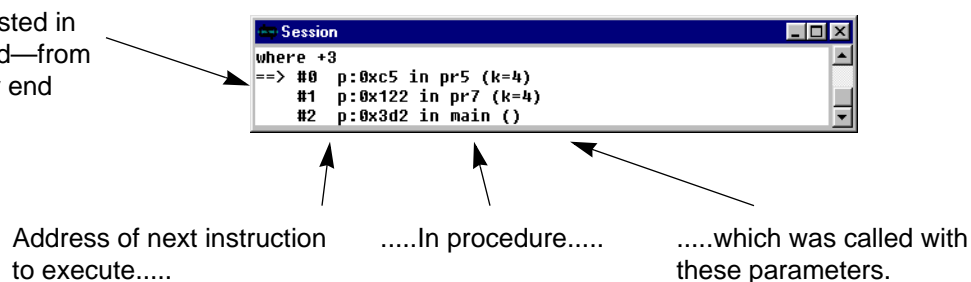 sted in
d—from
end
Session
where +3
==> #0 p:0xc5 in pr5 (k=4)
#1 p:0x122 in pr7 (k=4)
#2 p:0x3d2 in main ()
Address of next instruction
to execute.....
.....In procedure.....
.....which was called with
these parameters.